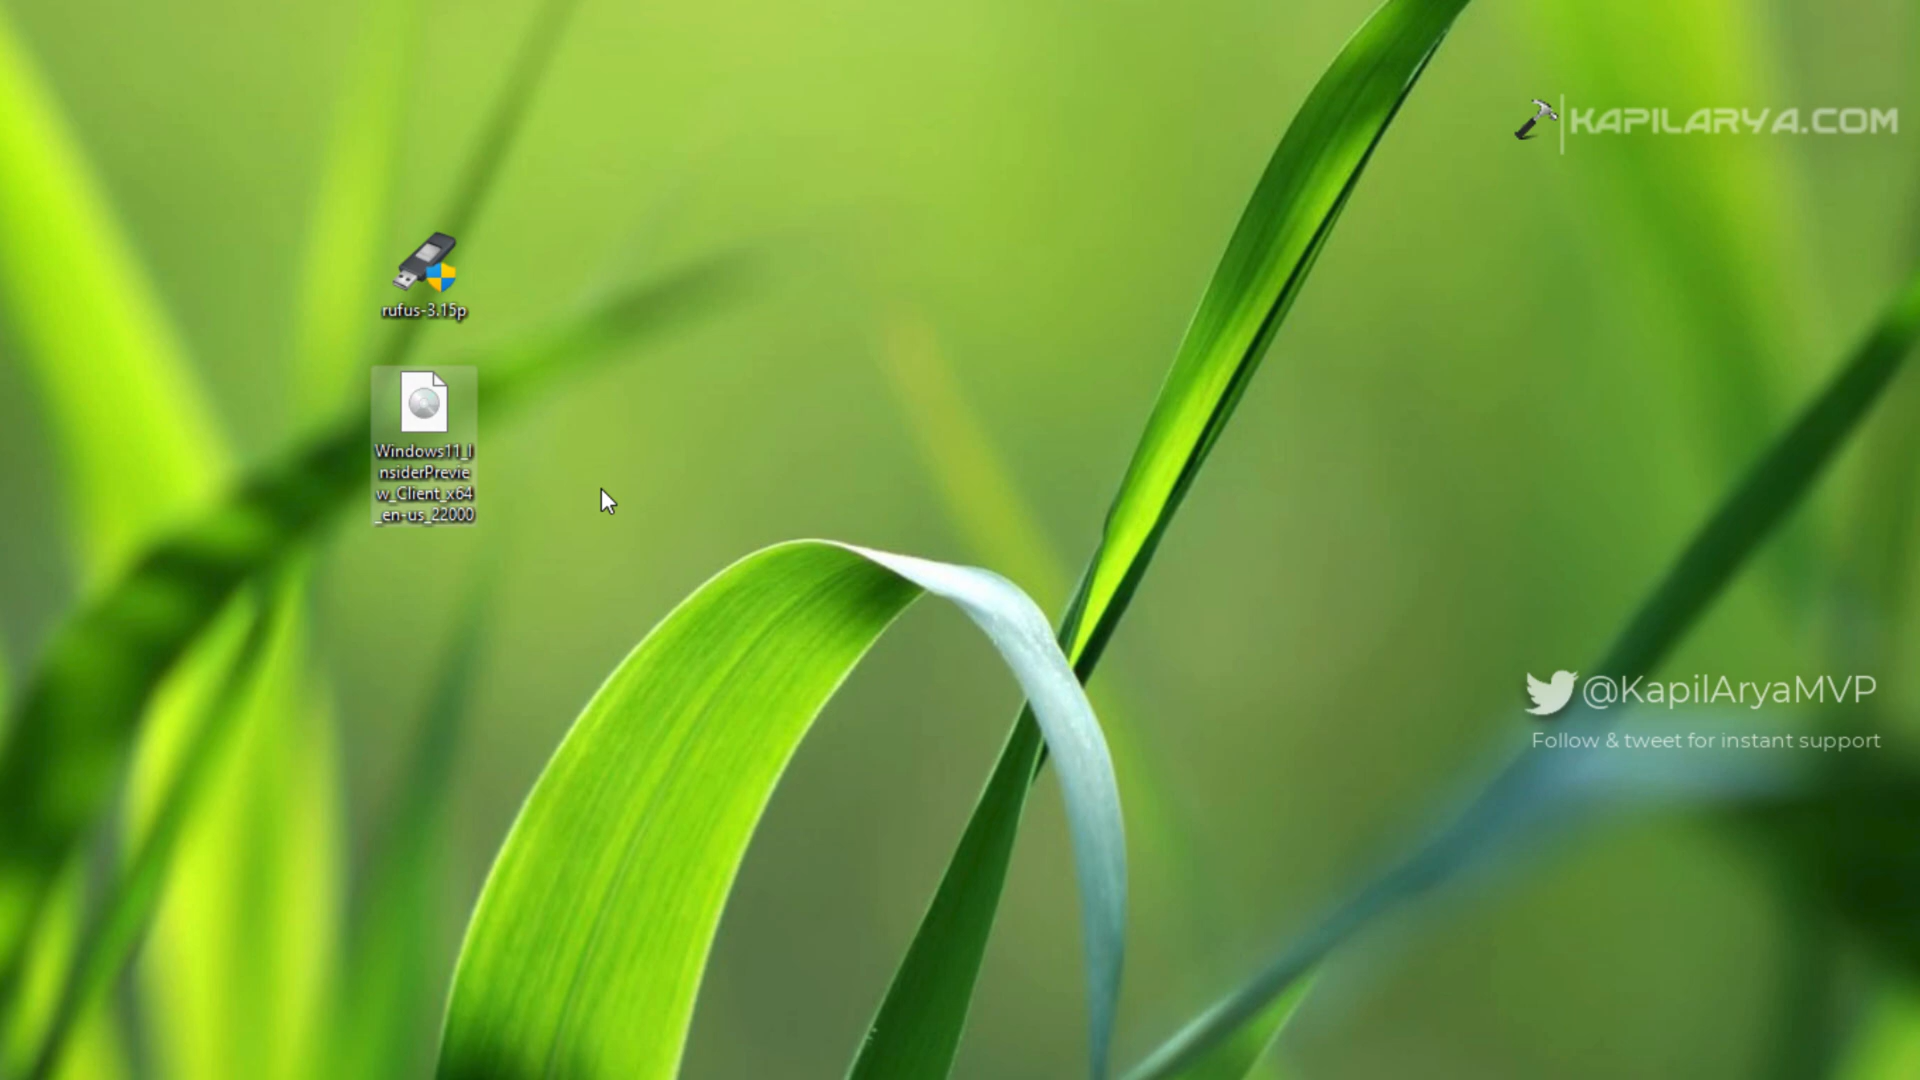 KAPILARYA.COM
rufus-3.15p
Windows11_I
nsiderPrevie
w_Client_x64
_en-us_22000
@KapilAryaMVP
Follow & tweet for instant support